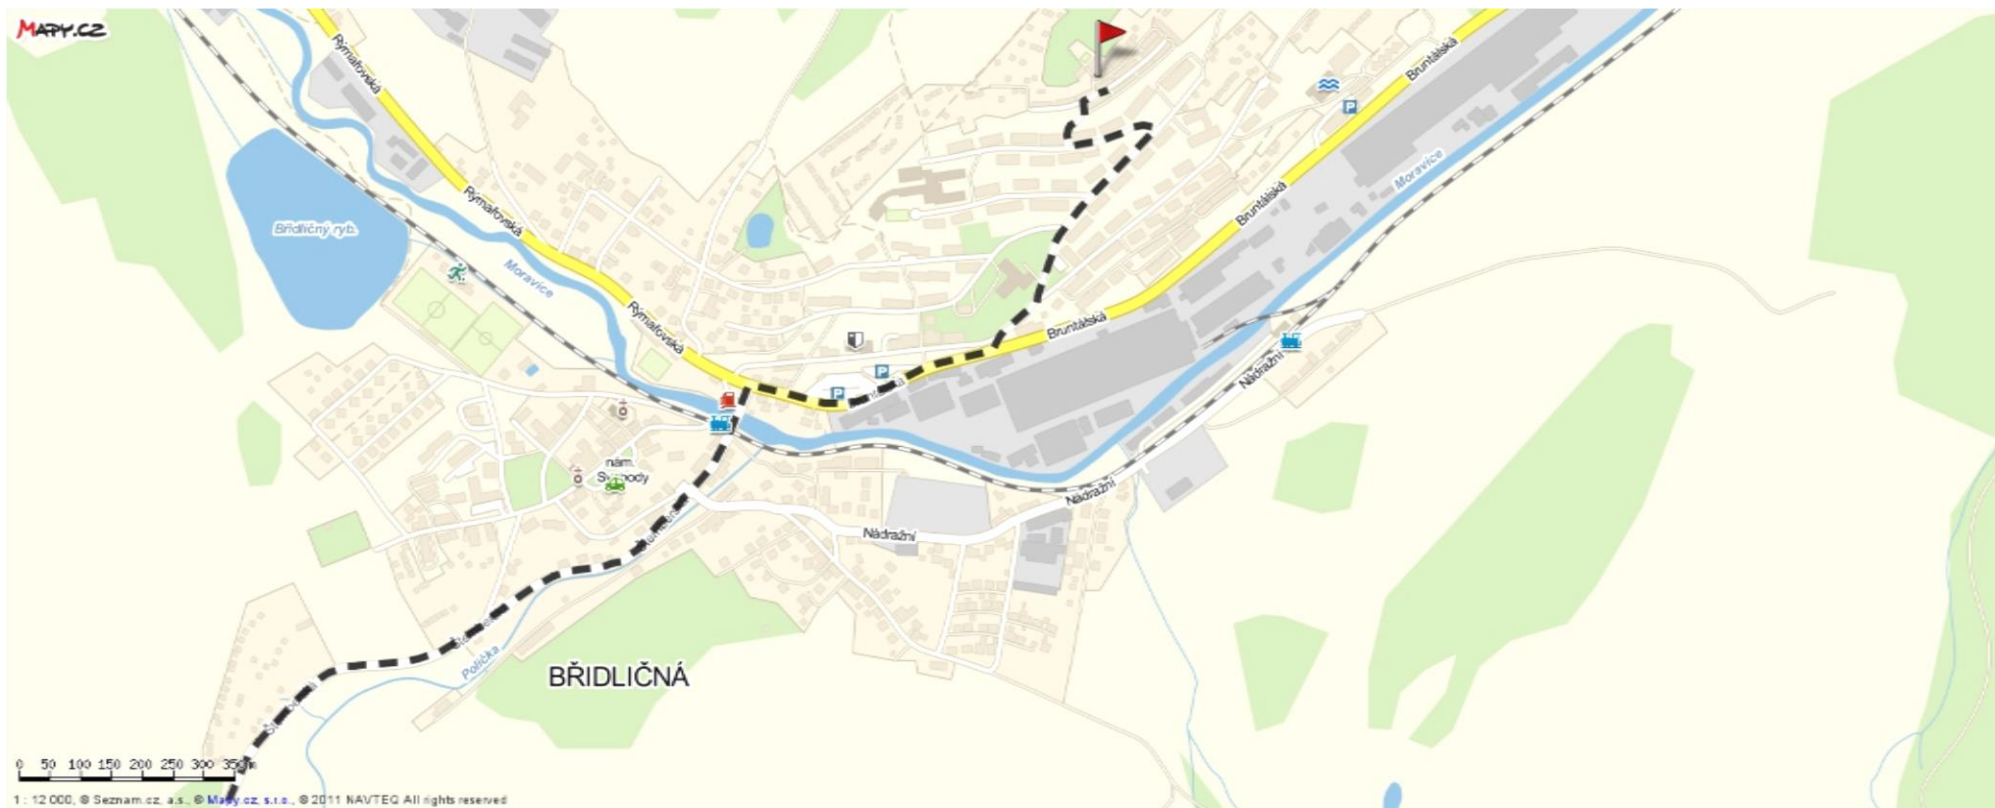 MAPY.CZ
Rýmařovská
Bruntálská
Moravice
Rýmařovská
Břidličný ryb.
Bruntálská
Moravice
Rýmařovská
Bruntálská
P
P
P
Nádražní
nám.
Nádražní
Nádražní
Polička
BŘIDLIČNÁ
0 50 100 150 200 250 300 350m
1 : 12 000, © Seznam.cz, a.s., © Mapy.cz, s.r.o., © 2011 NAVTEQ All rights reserved